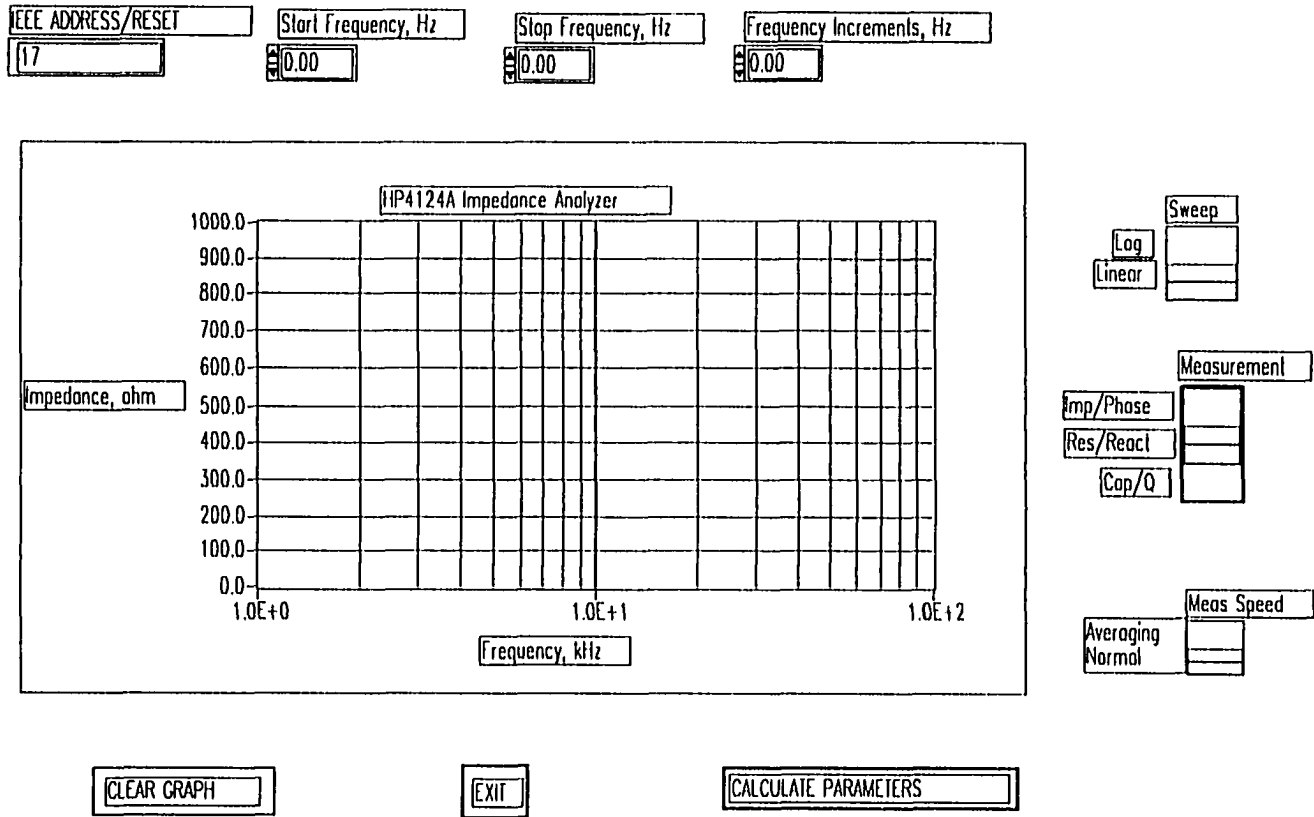 IEEE ADDRESS/RESET
17
Start Frequency, Hz
0.00
Stop Frequency, Hz
0.00
Frequency Increments, Hz
0.00
HP4124A Impedance Analyzer
1000.0
900.0
800.0
700.0
600.0
500.0
400.0
300.0
200.0
100.0
0.0
Impedance, ohm
1.0E+0
1.0E+1
1.0E+2
Frequency, kHz
Sweep
Log
Linear
Measurement
Imp/Phase
Res/React
Cap/Q
Meas Speed
Averaging
Normal
CLEAR GRAPH
EXIT
CALCULATE PARAMETERS